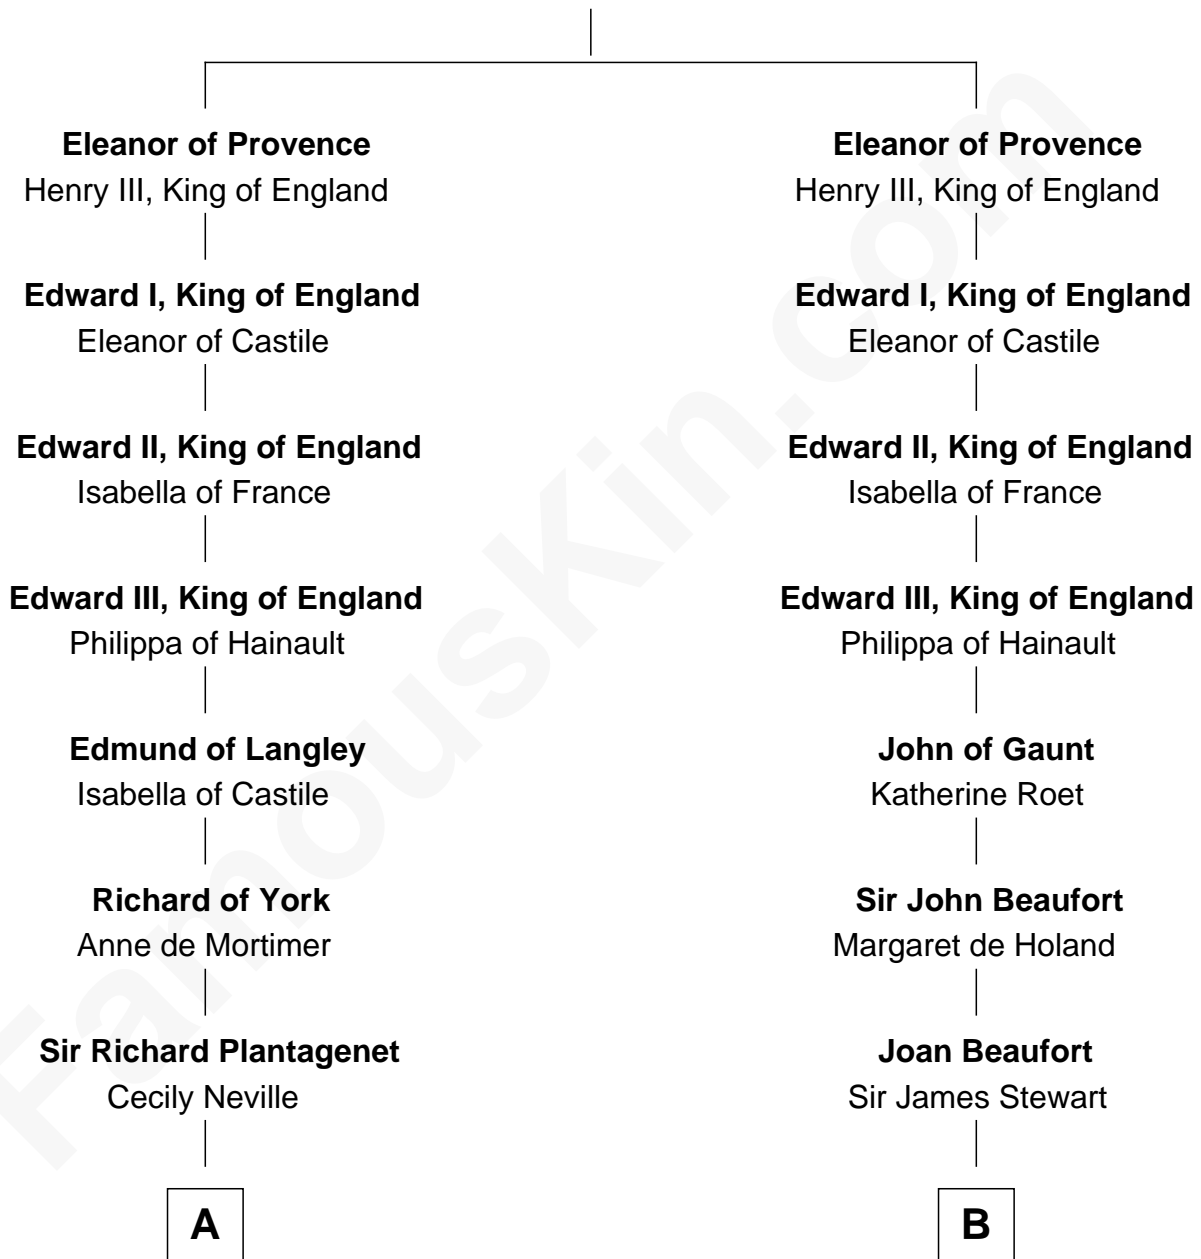 Eleanor of Provence
Henry III, King of England
Edward I, King of England
Eleanor of Castile
Edward II, King of England
Isabella of France
Edward III, King of England
Philippa of Hainault
Edmund of Langley
Isabella of Castile
Richard of York
Anne de Mortimer
Sir Richard Plantagenet
Cecily Neville
A
Eleanor of Provence
Henry III, King of England
Edward I, King of England
Eleanor of Castile
Edward II, King of England
Isabella of France
Edward III, King of England
Philippa of Hainault
John of Gaunt
Katherine Roet
Sir John Beaufort
Margaret de Holand
Joan Beaufort
Sir James Stewart
B
FamousKin.com